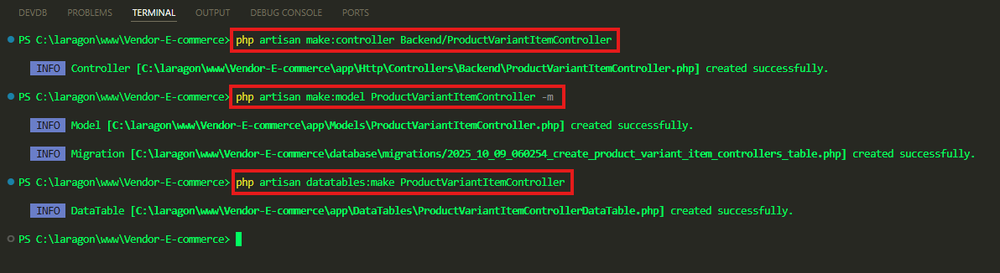 DEVDB PROBLEMS TERMINAL OUTPUT DEBUG CONSOLE PORTS
PS C:\laragon\www\Vendor-E-commerce> php artisan make:controller Backend/ProductVariantItemController
INFO Controller [C:\laragon\www\Vendor-E-commerce\app\Http\Controllers\Backend\ProductVariantItemController.php] created successfully.
PS C:\laragon\www\Vendor-E-commerce> php artisan make:model ProductVariantItemController -m
INFO Model [C:\laragon\www\Vendor-E-commerce\app\Models\ProductVariantItemController.php] created successfully.
INFO Migration [C:\laragon\www\Vendor-E-commerce\database\migrations/2025_10_09_060254_create_product_variant_item_controllers_table.php] created successfully.
PS C:\laragon\www\Vendor-E-commerce> php artisan datatables:make ProductVariantItemController
INFO DataTable [C:\laragon\www\Vendor-E-commerce\app\DataTables\ProductVariantItemControllerDataTable.php] created successfully.
PS C:\laragon\www\Vendor-E-commerce>